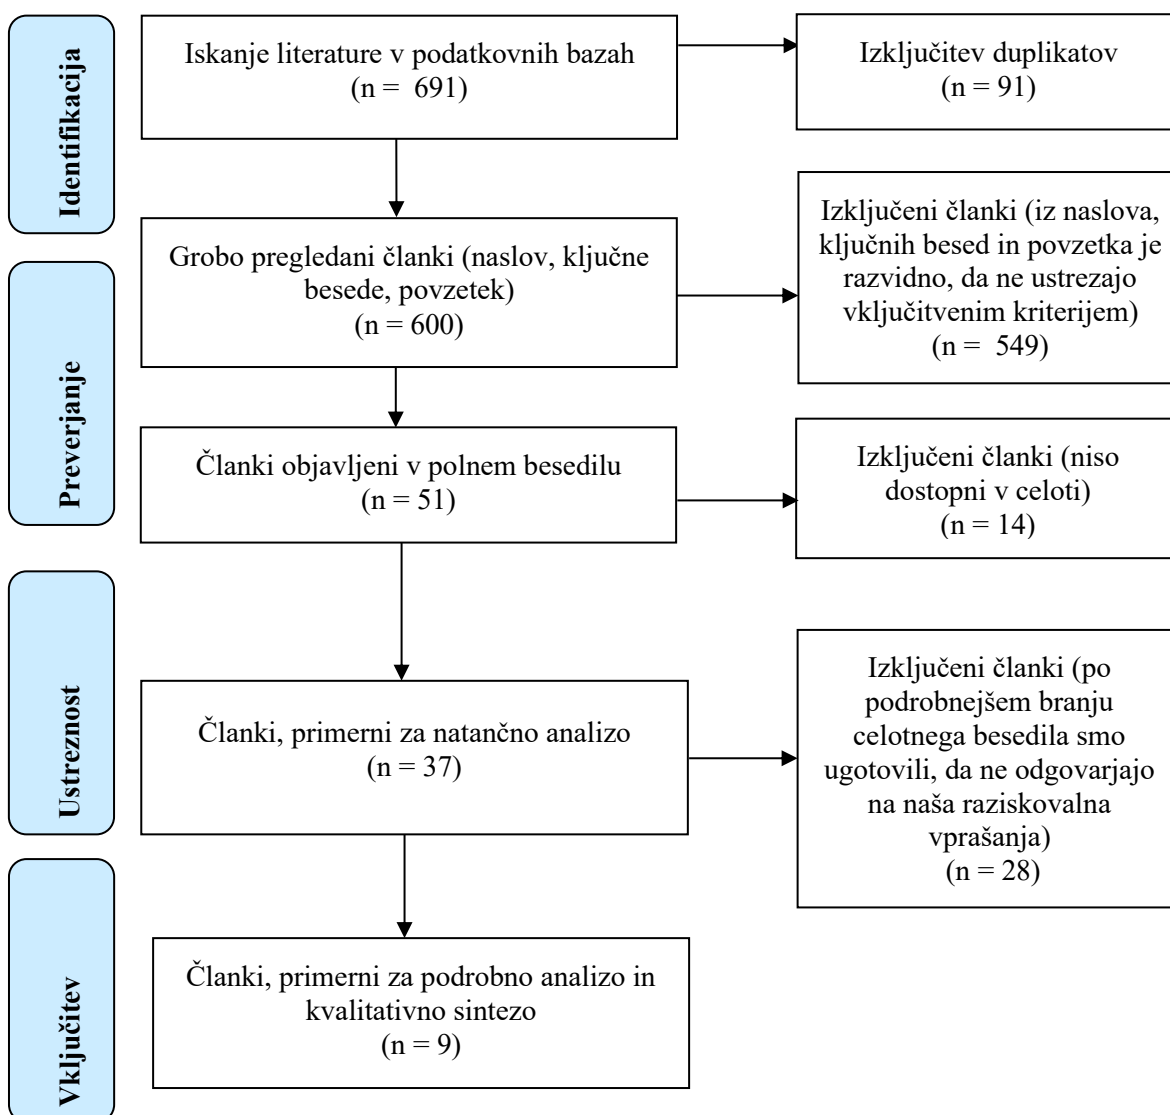 Identifikacija
Iskanje literature v podatkovnih bazah
(n =  691)
Izključitev duplikatov
(n = 91)
Preverjanje
Grobo pregledani članki (naslov, ključne
besede, povzetek)
(n = 600)
Izključeni članki (iz naslova,
ključnih besed in povzetka je
razvidno, da ne ustrezajo
vključitvenim kriterijem)
(n =  549)
Članki objavljeni v polnem besedilu
(n = 51)
Izključeni članki (niso
dostopni v celoti)
(n = 14)
Ustreznost
Članki, primerni za natančno analizo
(n = 37)
Izključeni članki (po
podrobnejšem branju
celotnega besedila smo
ugotovili, da ne odgovarjajo
na naša raziskovalna
vprašanja)
(n = 28)
Vključitev
Članki, primerni za podrobno analizo in
kvalitativno sintezo
(n = 9)